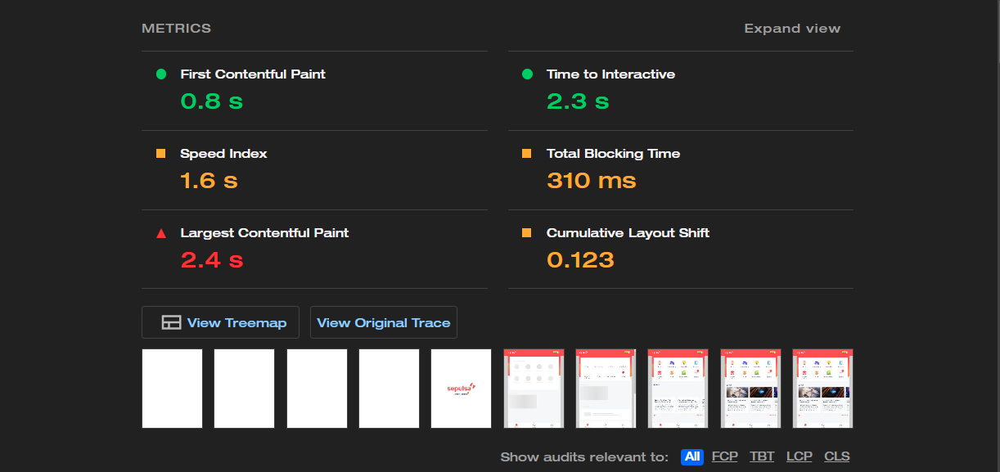 METRICS
Expand view
First Contentful Paint
0.8 s
Time to Interactive
2.3 s
Speed Index
1.6 s
Total Blocking Time
310 ms
Largest Contentful Paint
2.4 s
Cumulative Layout Shift
0.123
View Treemap
View Original Trace
sepulsa
Show audits relevant to: All FCP TBT LCP CLS